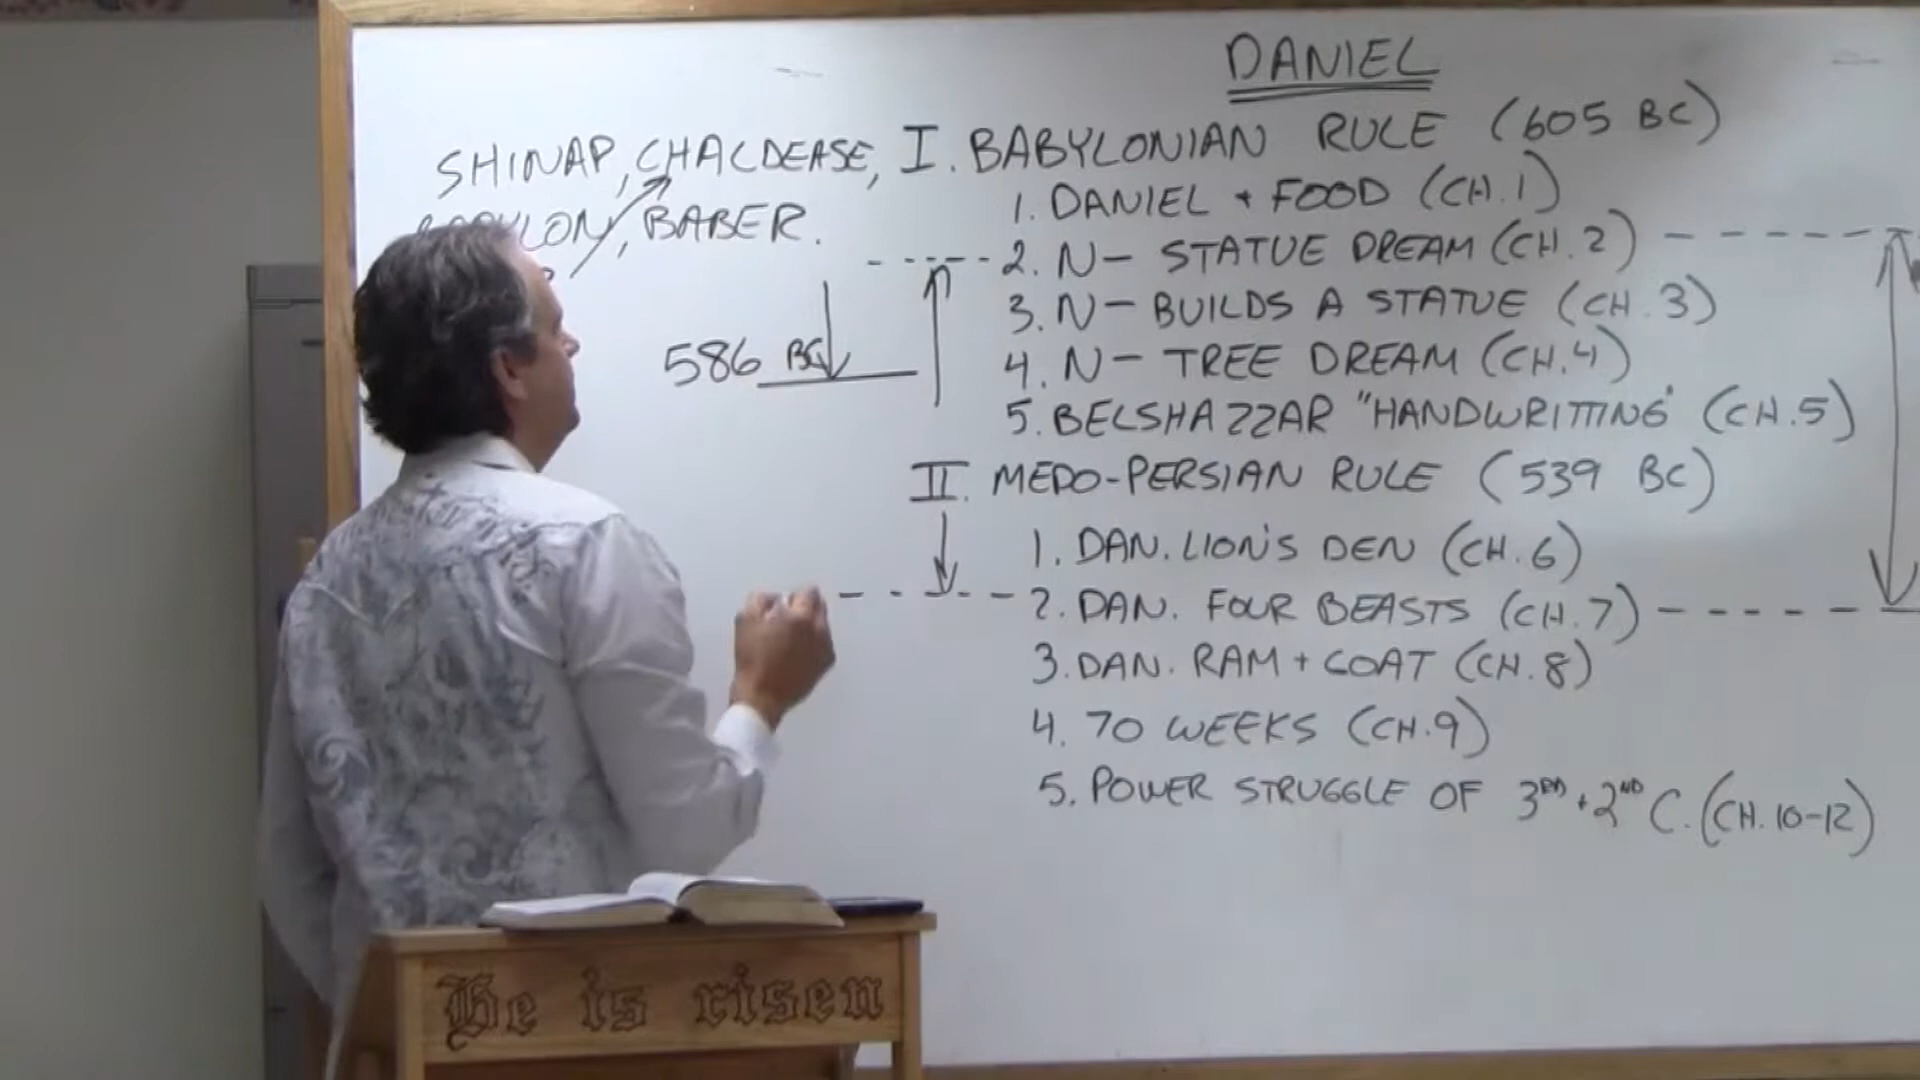 DANIEL
SHINAP, CHALDEASE,
BABER.
586 BC
I. BABYLONIAN RULE (605 BC)
1. DANIEL + FOOD (CH. 1)
2. N- STATUE DREAM (CH. 2)
3. N- BUILDS A STATUE (CH. 3)
4. N- TREE DREAM (CH. 4)
5. BELSHAZZAR "HANDWRITTING" (CH. 5)
II. MEDO-PERSIAN RULE (539 BC)
1. DAN. LION'S DEN (CH. 6)
2. DAN. FOUR BEASTS (CH. 7)
3. DAN. RAM + GOAT (CH. 8)
4. 70 WEEKS (CH. 9)
5. POWER STRUGGLE OF 3RD + 2ND C. (CH. 10-12)
He is risen